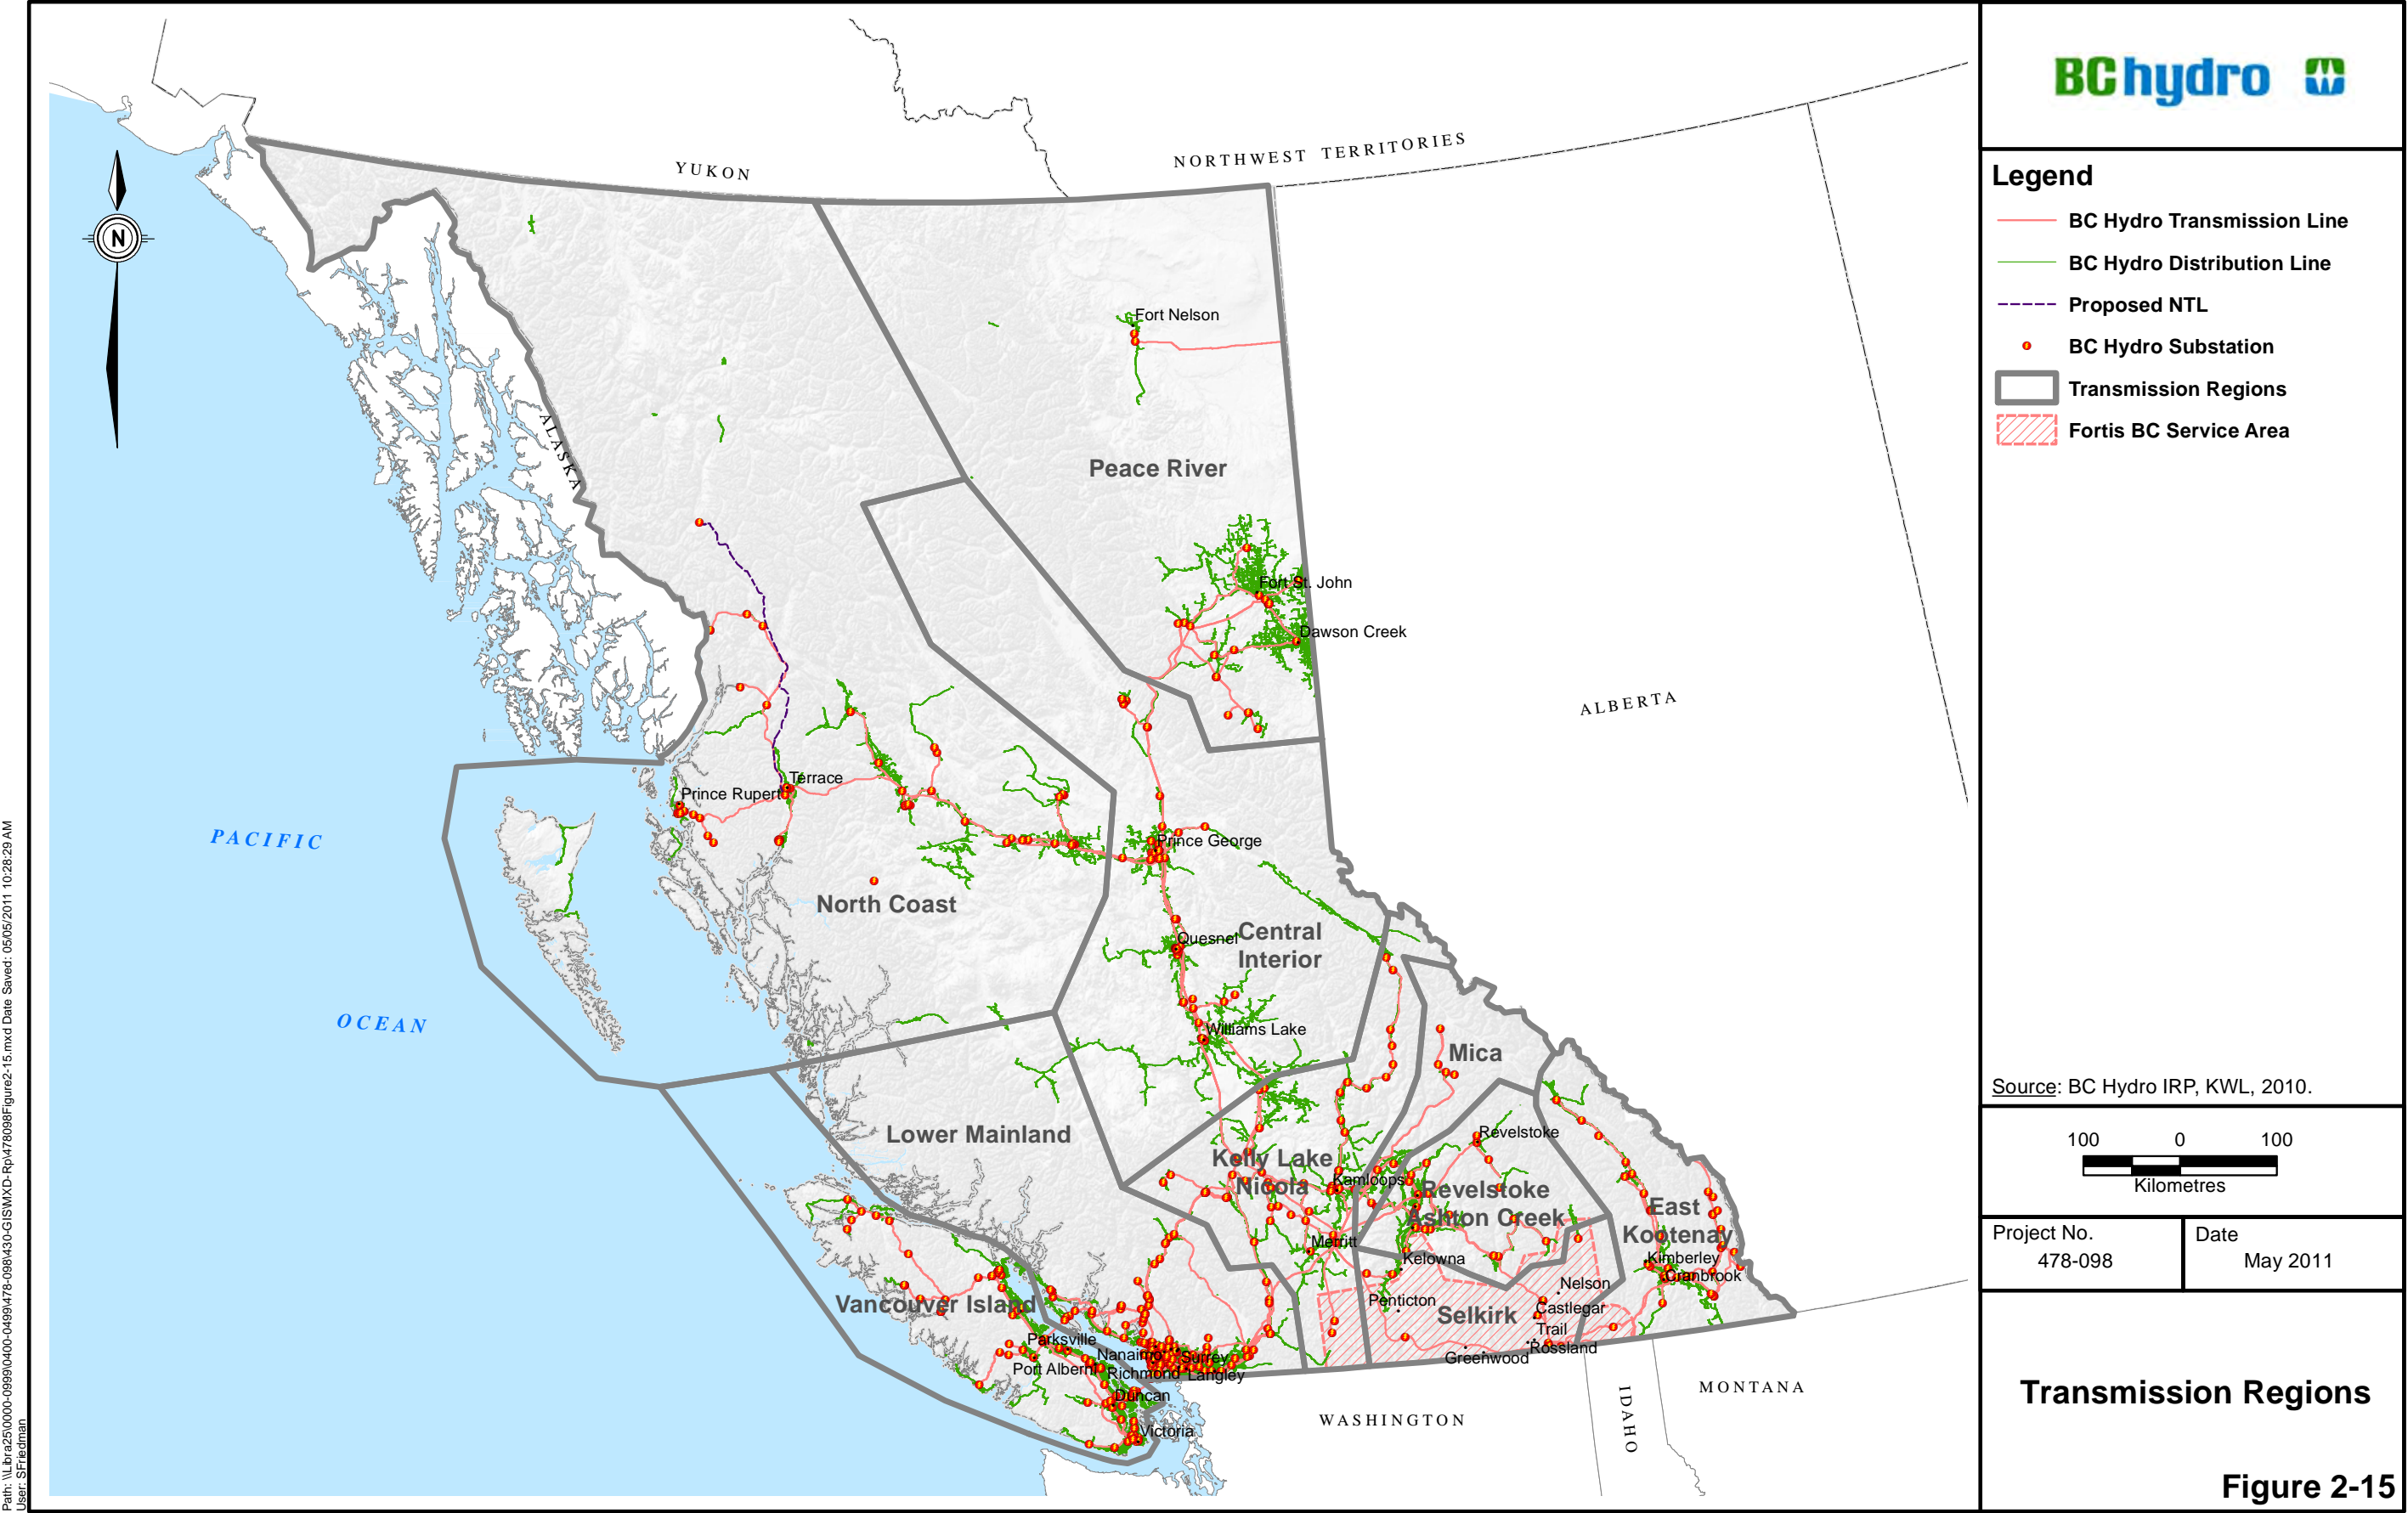 YUKON
NORTHWEST TERRITORIES
ALASKA
ALBERTA
PACIFIC
OCEAN
WASHINGTON
IDAHO
MONTANA
N
Fort Nelson
Peace River
Fort St. John
Dawson Creek
Terrace
Prince Rupert
Prince George
North Coast
Quesnel
Central
Interior
Williams Lake
Mica
Lower Mainland
Revelstoke
Kelly Lake
Nicola
Kamloops
Revelstoke
Ashton Creek
East
Kootenay
Merritt
Kelowna
Kimberley
Cranbrook
Nelson
Vancouver Island
Penticton
Selkirk
Castlegar
Trail
Rossland
Greenwood
Parksville
Nanaimo
Surrey
Port Alberni
Richmond
Langley
Duncan
Victoria
BC hydro
Legend
BC Hydro Transmission Line
BC Hydro Distribution Line
Proposed NTL
BC Hydro Substation
Transmission Regions
Fortis BC Service Area
Source: BC Hydro IRP, KWL, 2010.
100 0 100
Kilometres
Project No.
478-098
Date
May 2011
Transmission Regions
Figure 2-15
Path: \\Libra25\0000-0999\0400-0499\478-098\430-GIS\MXD-Rp\478098Figure2-15.mxd Date Saved: 05/05/2011 10:28:29 AM
User: SFriedman